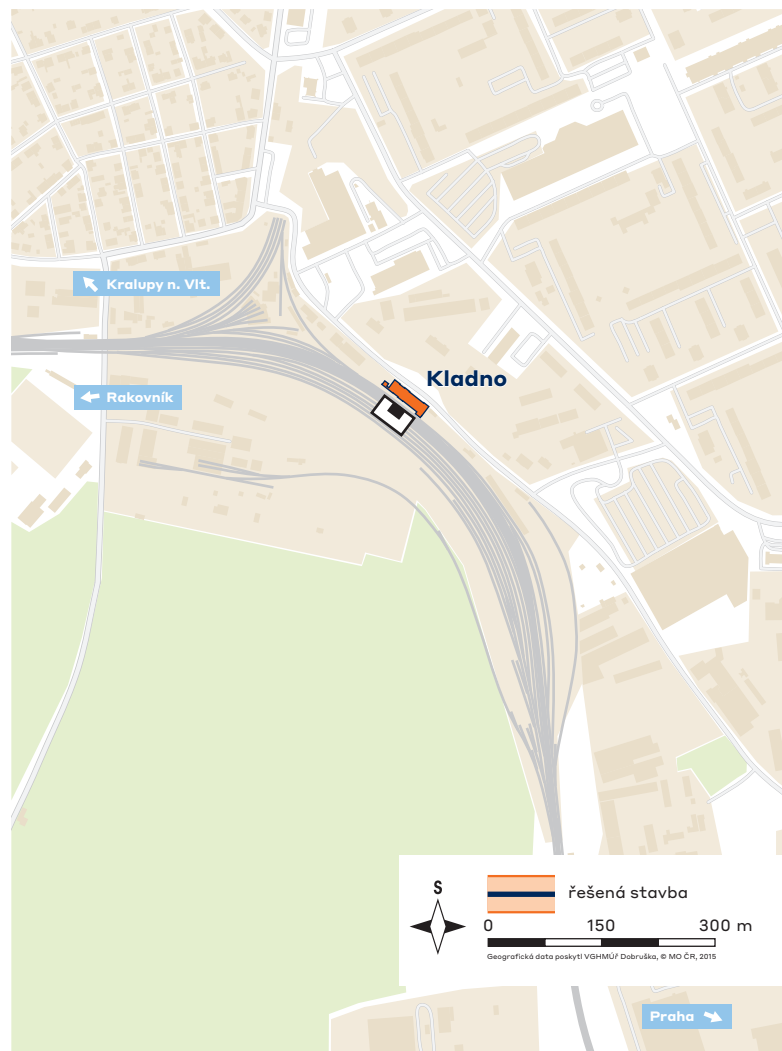 Kralupy n. Vlt.
Kladno
Rakovník
S
řešená stavba
0 150 300 m
Geografická data poskytl VGHMÚř Dobruška, © MO ČR, 2015
Praha